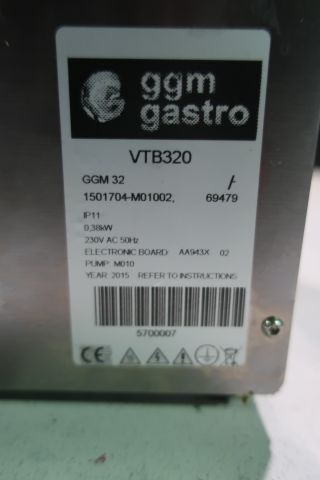 ggm
gastro
VTB320
GGM 32
1501704-M01002, 69479
IP11
0,38kW
230V AC 50Hz
ELECTRONIC BOARD: AA943X 02
PUMP: M010
YEAR: 2015 REFER TO INSTRUCTIONS
5700007
CE